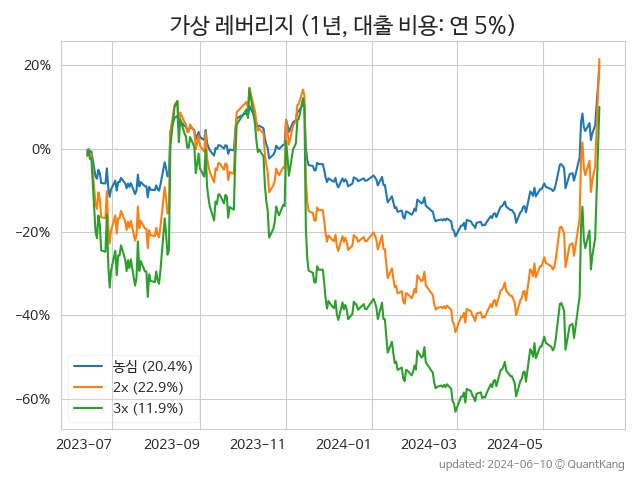 가상 레버리지 (1년, 대출 비용: 연 5%)
20%
0%
−20%
−40%
−60%
농심 (20.4%)
2x (22.9%)
3x (11.9%)
2023-07 2023-09 2023-11 2024-01 2024-03 2024-05
updated: 2024-06-10 © QuantKang